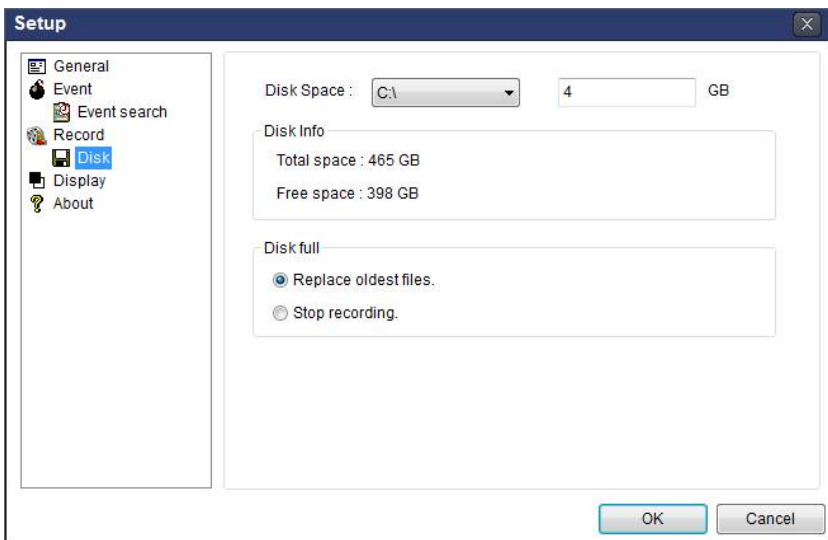 Setup
General
Event
Event search
Record
Disk
Display
About
Disk Space : C:\ 4 GB
Disk Info
Total space : 465 GB
Free space : 398 GB
Disk full
Replace oldest files.
Stop recording.
OK Cancel